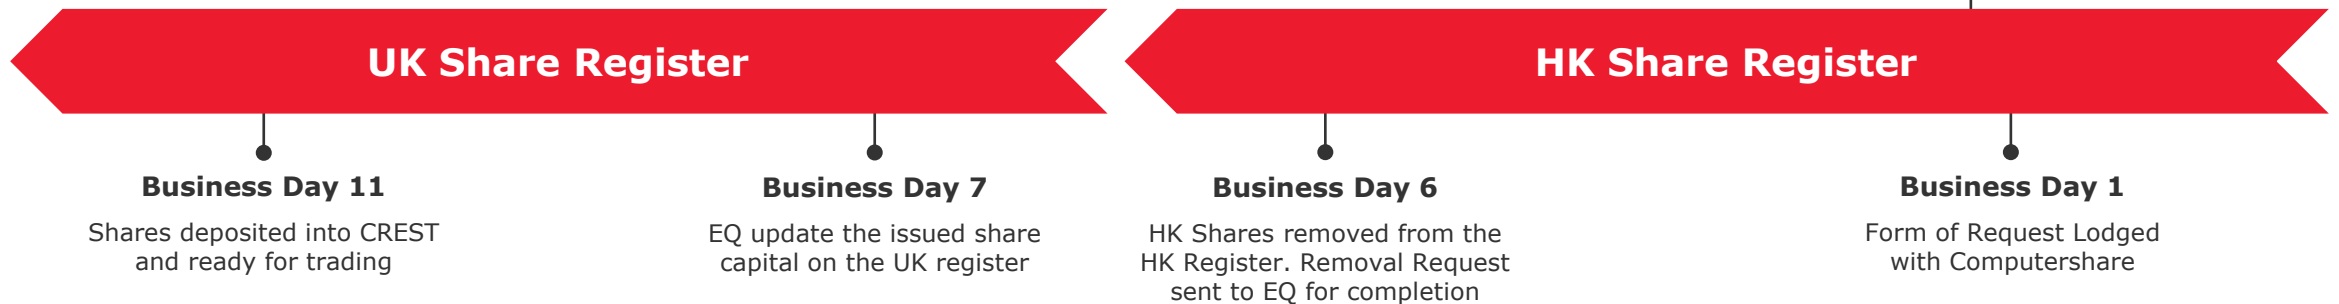 UK Share Register
HK Share Register
Business Day 11
Shares deposited into CREST
and ready for trading
Business Day 7
EQ update the issued share
capital on the UK register
Business Day 6
HK Shares removed from the
HK Register. Removal Request
sent to EQ for completion
Business Day 1
Form of Request Lodged
with Computershare